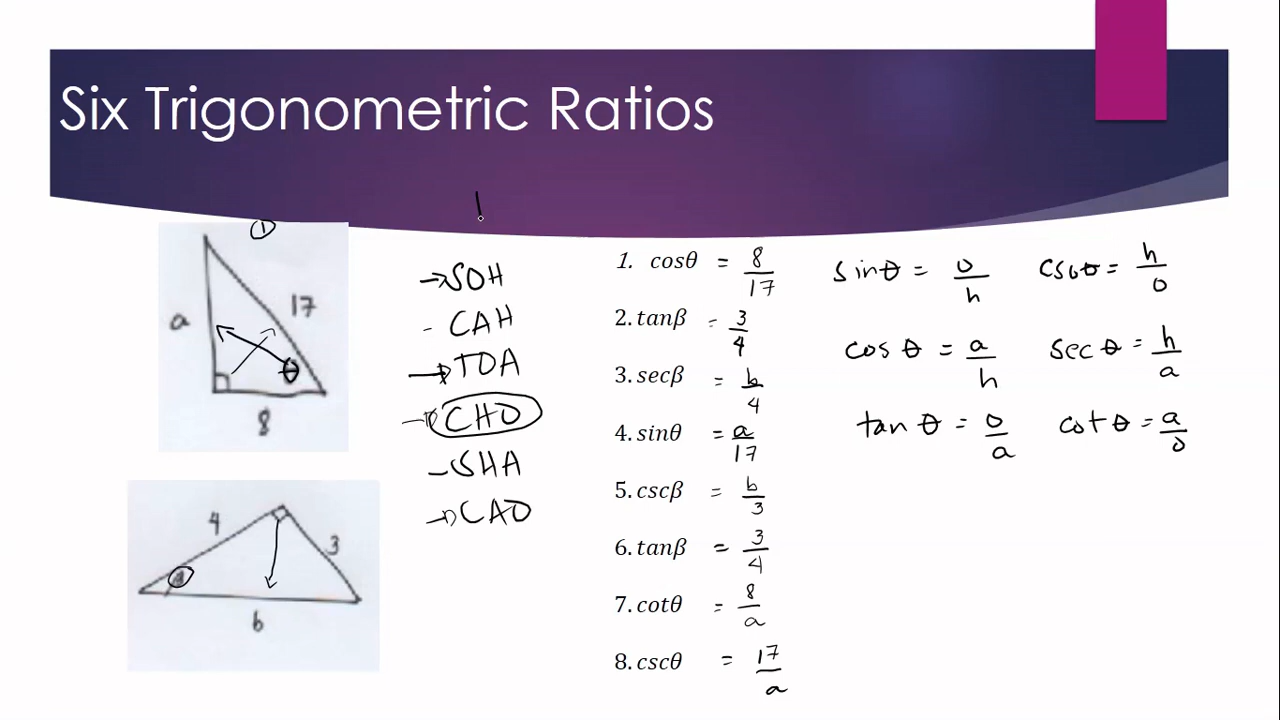 Six Trigonometric Ratios
①
a
17
θ
8
4
3
b
→SOH
- CAH
→TOA
→CHO
-SHA
→CAO
1. cosθ = 8/17
2. tanβ = 3/4
3. secβ = b/4
4. sinθ = a/17
5. cscβ = b/3
6. tanβ = 3/4
7. cotθ = 8/a
8. cscθ = 17/a
sinθ = o/h
cscθ = h/o
cos θ = a/h
sec θ = h/a
tan θ = o/a
cot θ = a/o